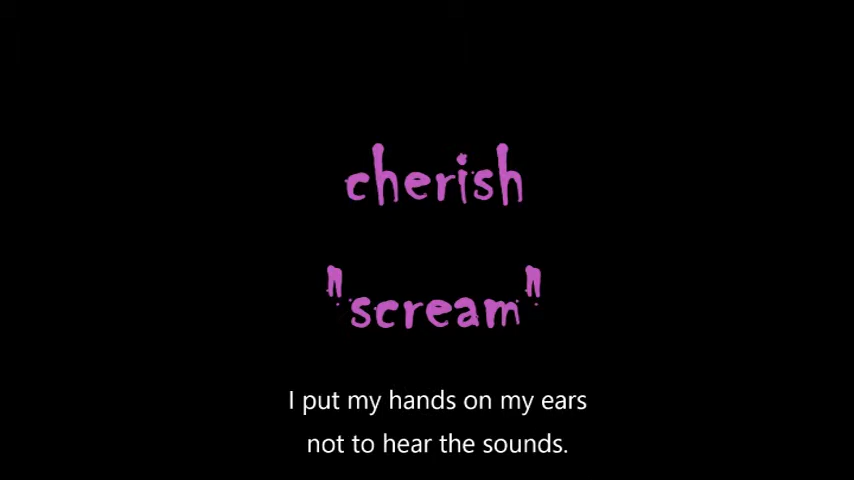 cherish
"scream"
I put my hands on my ears
not to hear the sounds.